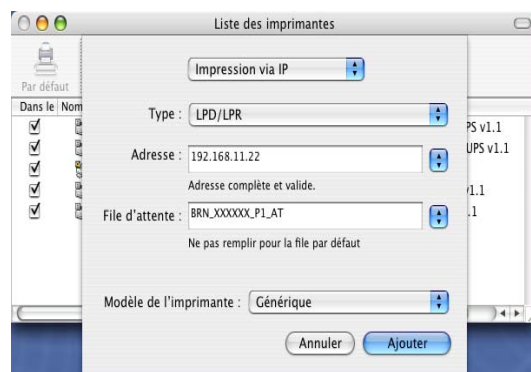 Liste des imprimantes
Par défaut
Impression via IP
Dans le Nom
Type : LPD/LPR
PS v1.1
UPS v1.1
Adresse : 192.168.11.22
Adresse complète et valide.
v1.1
.1
File d'attente : BRN_XXXXXX_P1_AT
Ne pas remplir pour la file par défaut
Modèle de l'imprimante : Générique
Annuler Ajouter